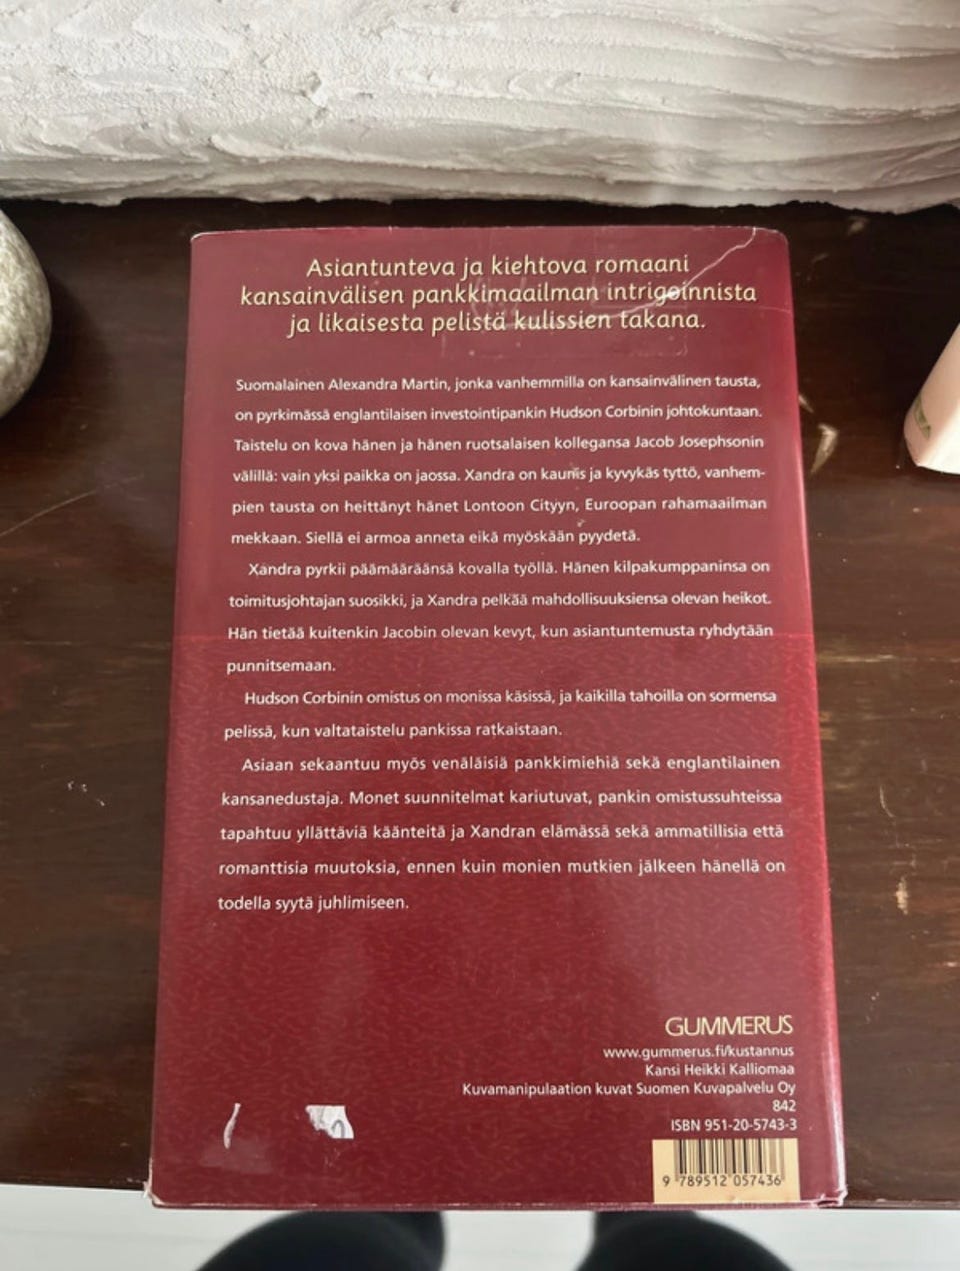 Asiantunteva ja kiehtova romaani
kansainvälisen pankkimaailman intrigoinnista
ja likaisesta pelistä kulissien takana.
Suomalainen Alexandra Martin, jonka vanhemmilla on kansainvälinen tausta,
on pyrkimässä englantilaisen investointipankin Hudson Corbinin johtokuntaan.
Taistelu on kova hänen ja hänen ruotsalaisen kollegansa Jacob Josephsonin
välillä: vain yksi paikka on jaossa. Xandra on kaunis ja kyvykäs tyttö, vanhem-
pien tausta on heittänyt hänet Lontoon Cityyn, Euroopan rahamaailman
mekkaan. Siellä ei armoa anneta eikä myöskään pyydetä.
Xandra pyrkii päämääräänsä kovalla työllä. Hänen kilpakumppaninsa on
toimitusjohtajan suosikki, ja Xandra pelkää mahdollisuuksiensa olevan heikot.
Hän tietää kuitenkin Jacobin olevan kevyt, kun asiantuntemusta ryhdytään
punnitsemaan.
Hudson Corbinin omistus on monissa käsissä, ja kaikilla tahoilla on sormensa
pelissä, kun valtataistelu pankissa ratkaistaan.
Asiaan sekaantuu myös venäläisiä pankkimiehiä sekä englantilainen
kansanedustaja. Monet suunnitelmat kariutuvat, pankin omistussuhteissa
tapahtuu yllättäviä käänteitä ja Xandran elämässä sekä ammatillisia että
romanttisia muutoksia, ennen kuin monien mutkien jälkeen hänellä on
todella syytä juhlimiseen.
GUMMERUS
www.gummerus.fi/kustannus
Kansi Heikki Kalliomaa
Kuvamanipulaation kuvat Suomen Kuvapalvelu Oy
842
ISBN 951-20-5743-3
9 789512 057436